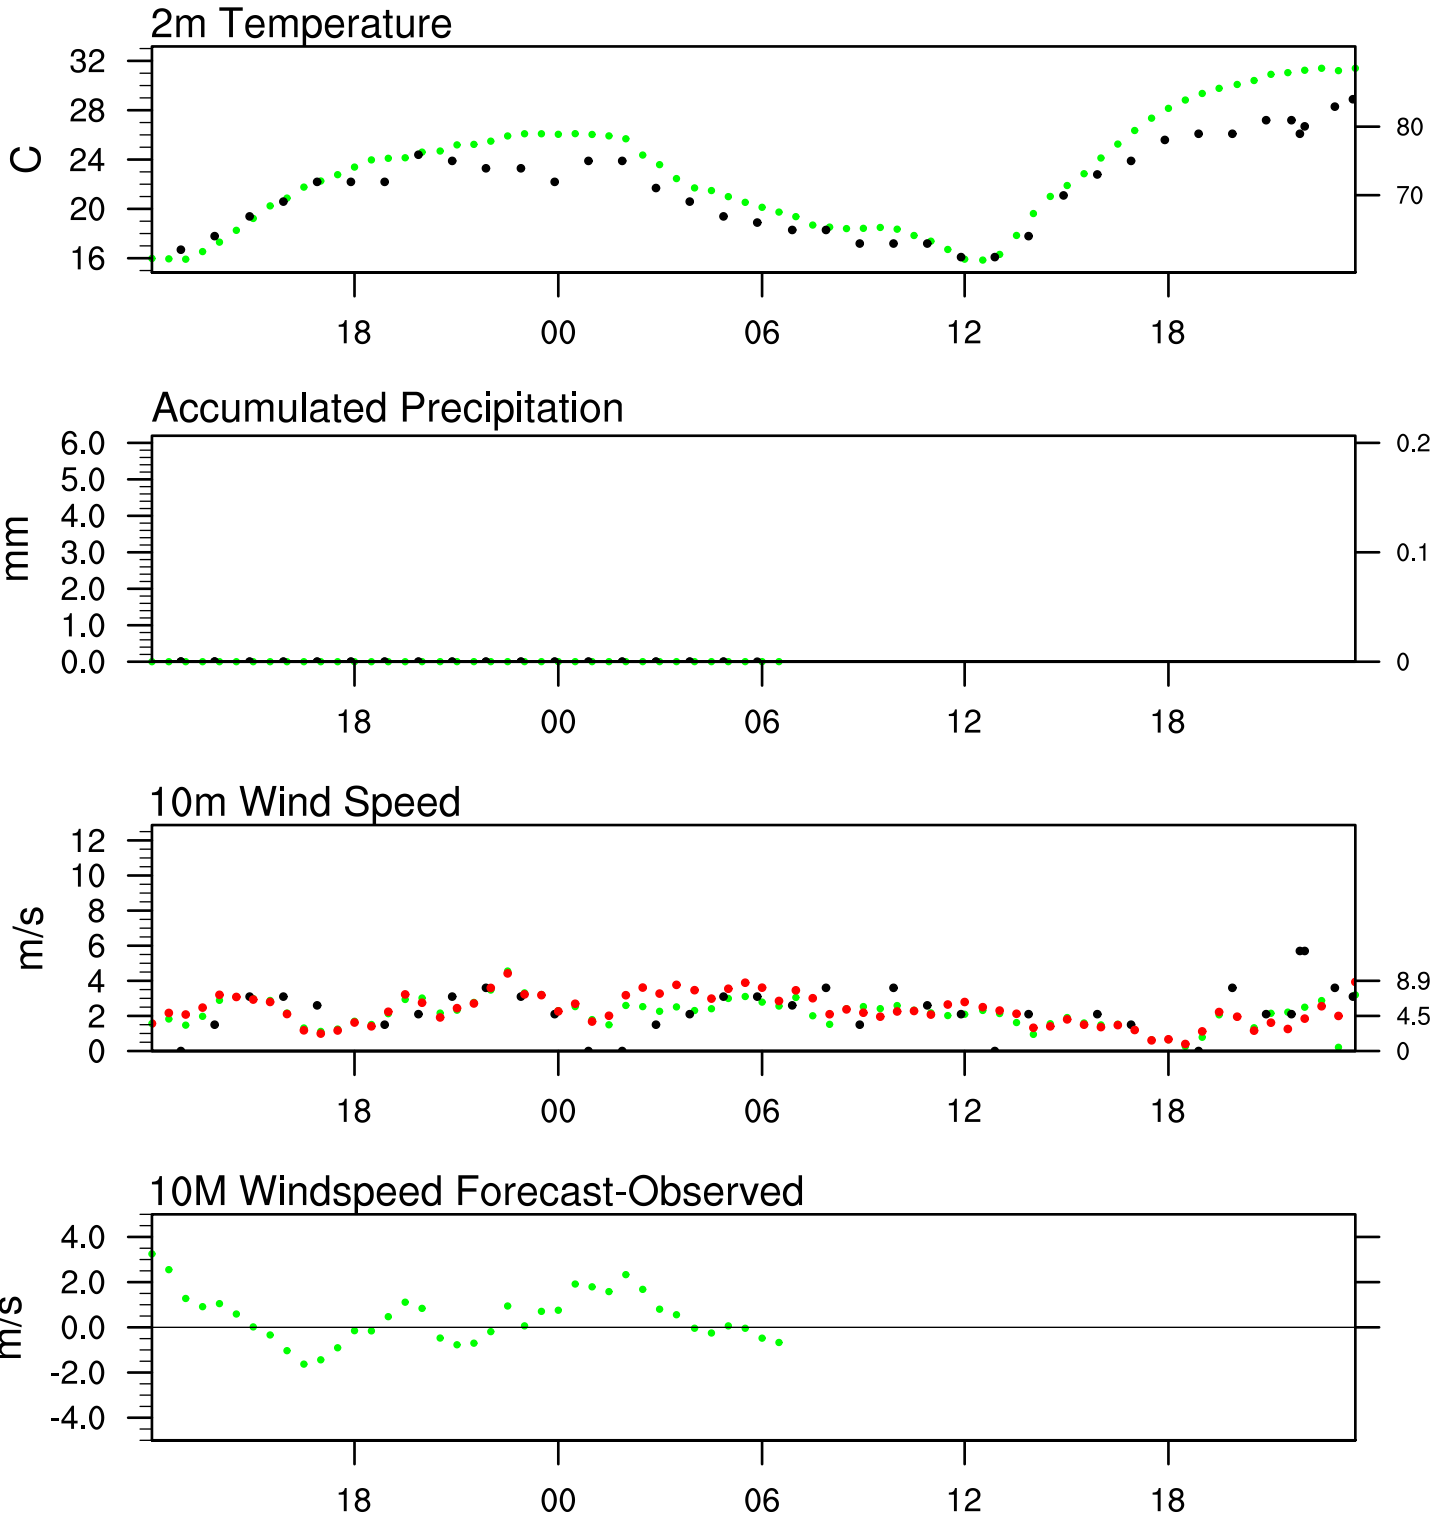 2m Temperature
32
28
24
20
16
C
80
70
18 00 06 12 18
Accumulated Precipitation
6.0
5.0
4.0
3.0
2.0
1.0
0.0
mm
0.2
0.1
0
18 00 06 12 18
10m Wind Speed
12
10
8
6
4
2
0
m/s
8.9
4.5
0
18 00 06 12 18
10M Windspeed Forecast-Observed
4.0
2.0
0.0
-2.0
-4.0
m/s
18 00 06 12 18